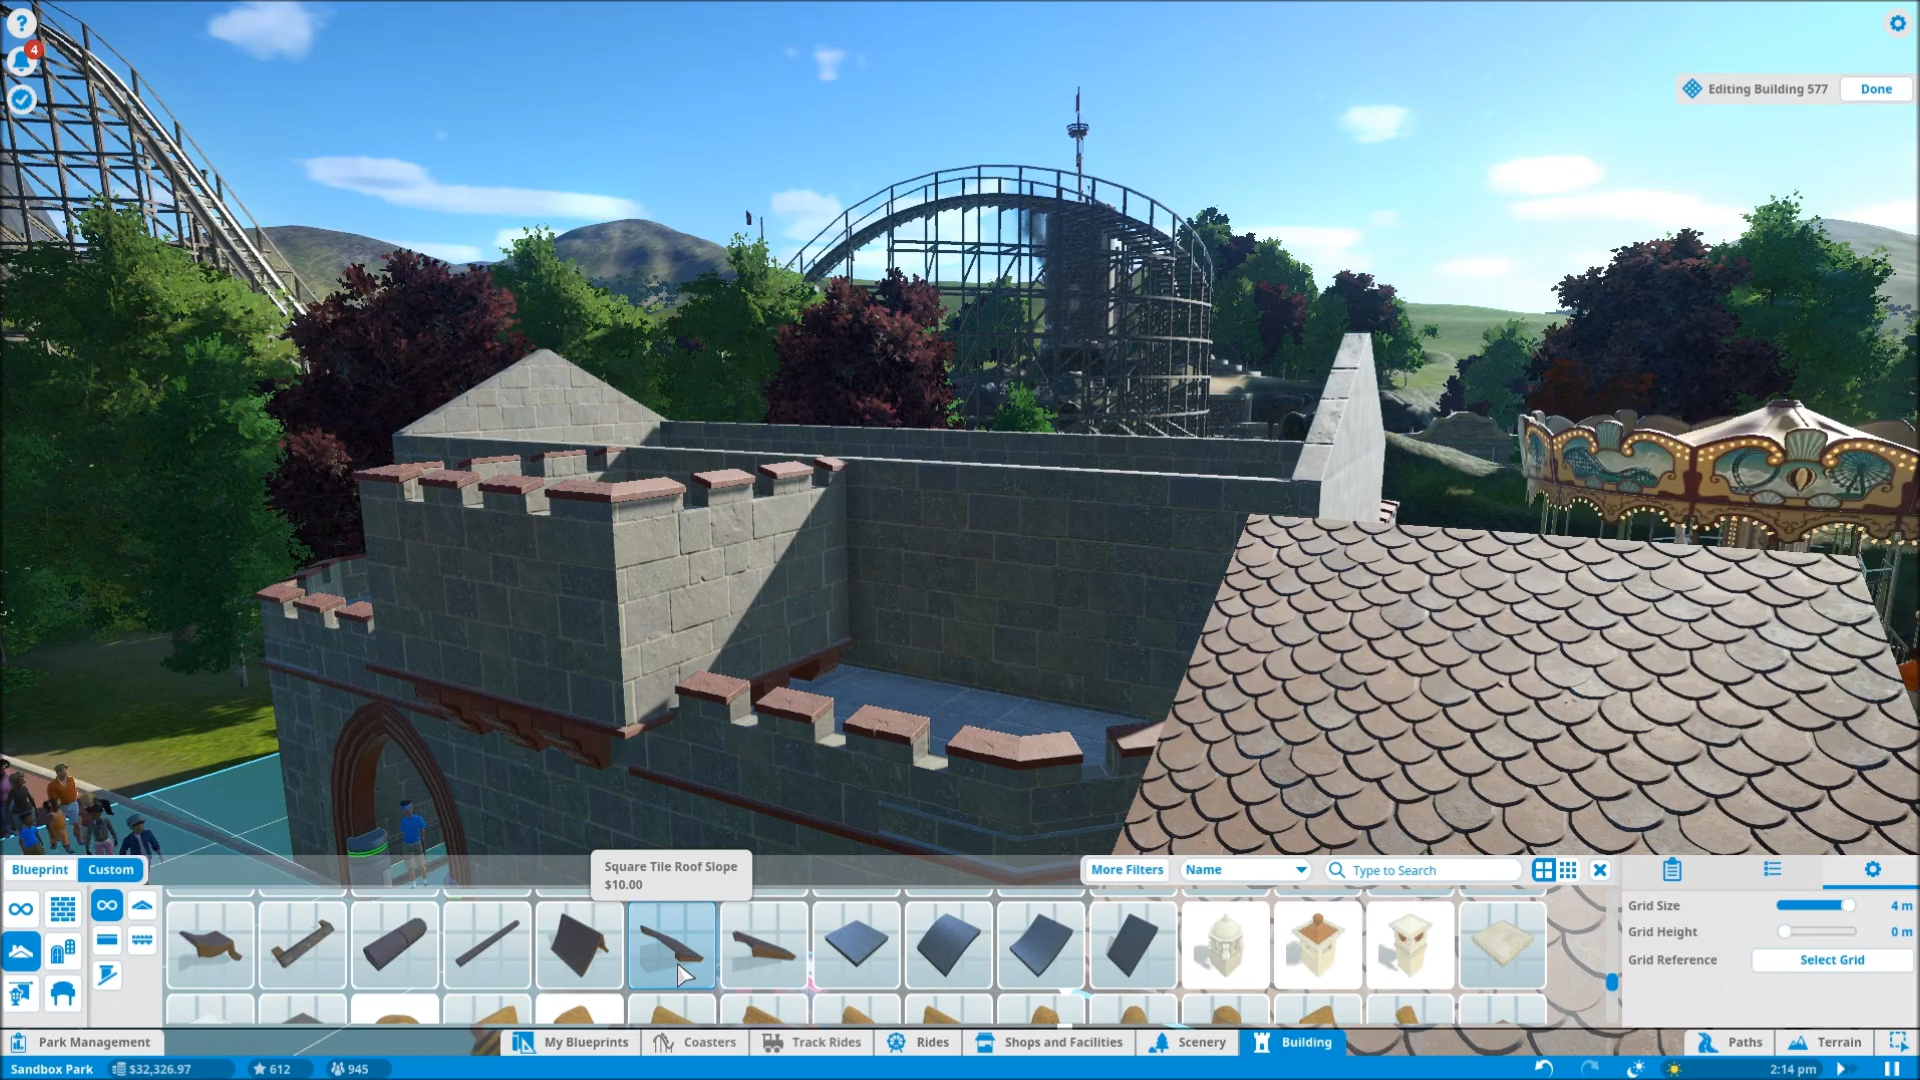 ?
4
Editing Building 577
Done
Blueprint
Custom
Square Tile Roof Slope
$10.00
More Filters
Name
Type to Search
Grid Size
4 m
Grid Height
0 m
Grid Reference
Select Grid
Park Management
My Blueprints
Coasters
Track Rides
Rides
Shops and Facilities
Scenery
Building
Paths
Terrain
Sandbox Park
$32,326.97
612
945
2:14 pm